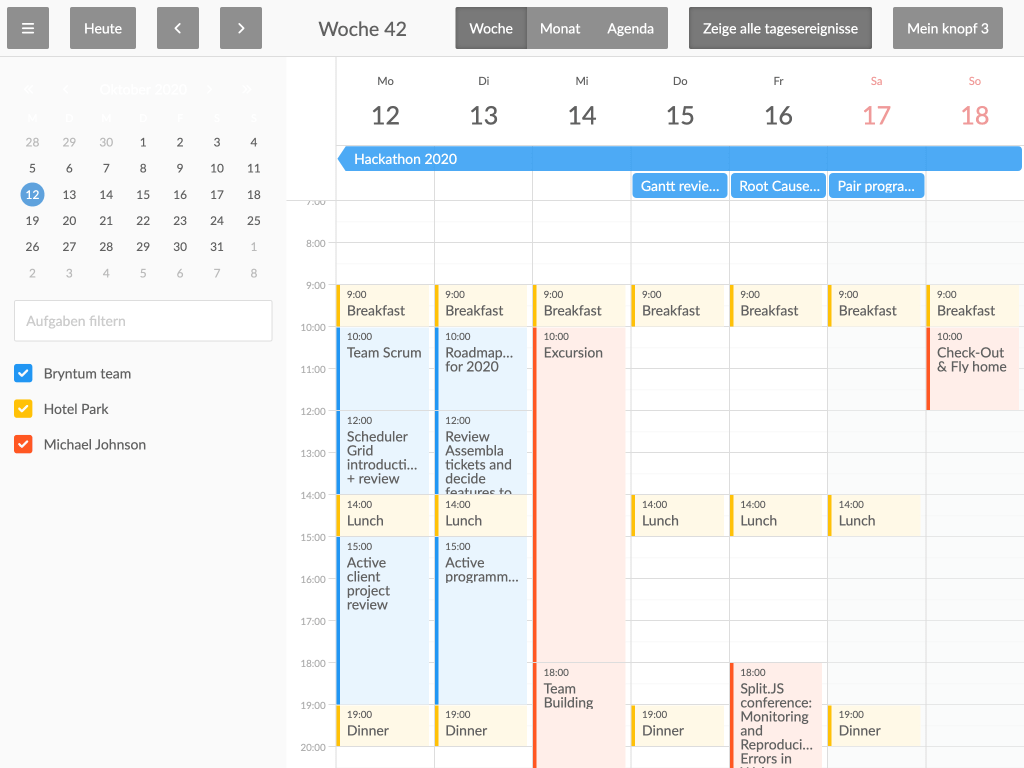 Heute
Woche 42
Woche Monat Agenda
Zeige alle tagesereignisse
Mein knopf 3
Oktober 2020
M D M D F S S
28 29 30 1 2 3 4
5 6 7 8 9 10 11
12 13 14 15 16 17 18
19 20 21 22 23 24 25
26 27 28 29 30 31 1
2 3 4 5 6 7 8
Aufgaben filtern
Bryntum team
Hotel Park
Michael Johnson
Mo Di Mi Do Fr Sa So
12 13 14 15 16 17 18
Hackathon 2020
Gantt revie... Root Cause... Pair progra...
7:00
8:00
9:00
10:00
11:00
12:00
13:00
14:00
15:00
16:00
17:00
18:00
19:00
20:00
9:00
Breakfast
10:00
Team Scrum
12:00
Scheduler
Grid
introducti...
+ review
14:00
Lunch
15:00
Active
client
project
review
19:00
Dinner
9:00
Breakfast
10:00
Roadmap...
for 2020
12:00
Review
Assembla
tickets and
decide
features to
14:00
Lunch
15:00
Active
programm...
19:00
Dinner
9:00
Breakfast
10:00
Excursion
18:00
Team
Building
9:00
Breakfast
14:00
Lunch
19:00
Dinner
9:00
Breakfast
14:00
Lunch
18:00
Split.JS
conference:
Monitoring
and
Reproduci...
Errors in
9:00
Breakfast
14:00
Lunch
19:00
Dinner
9:00
Breakfast
10:00
Check-Out
& Fly home